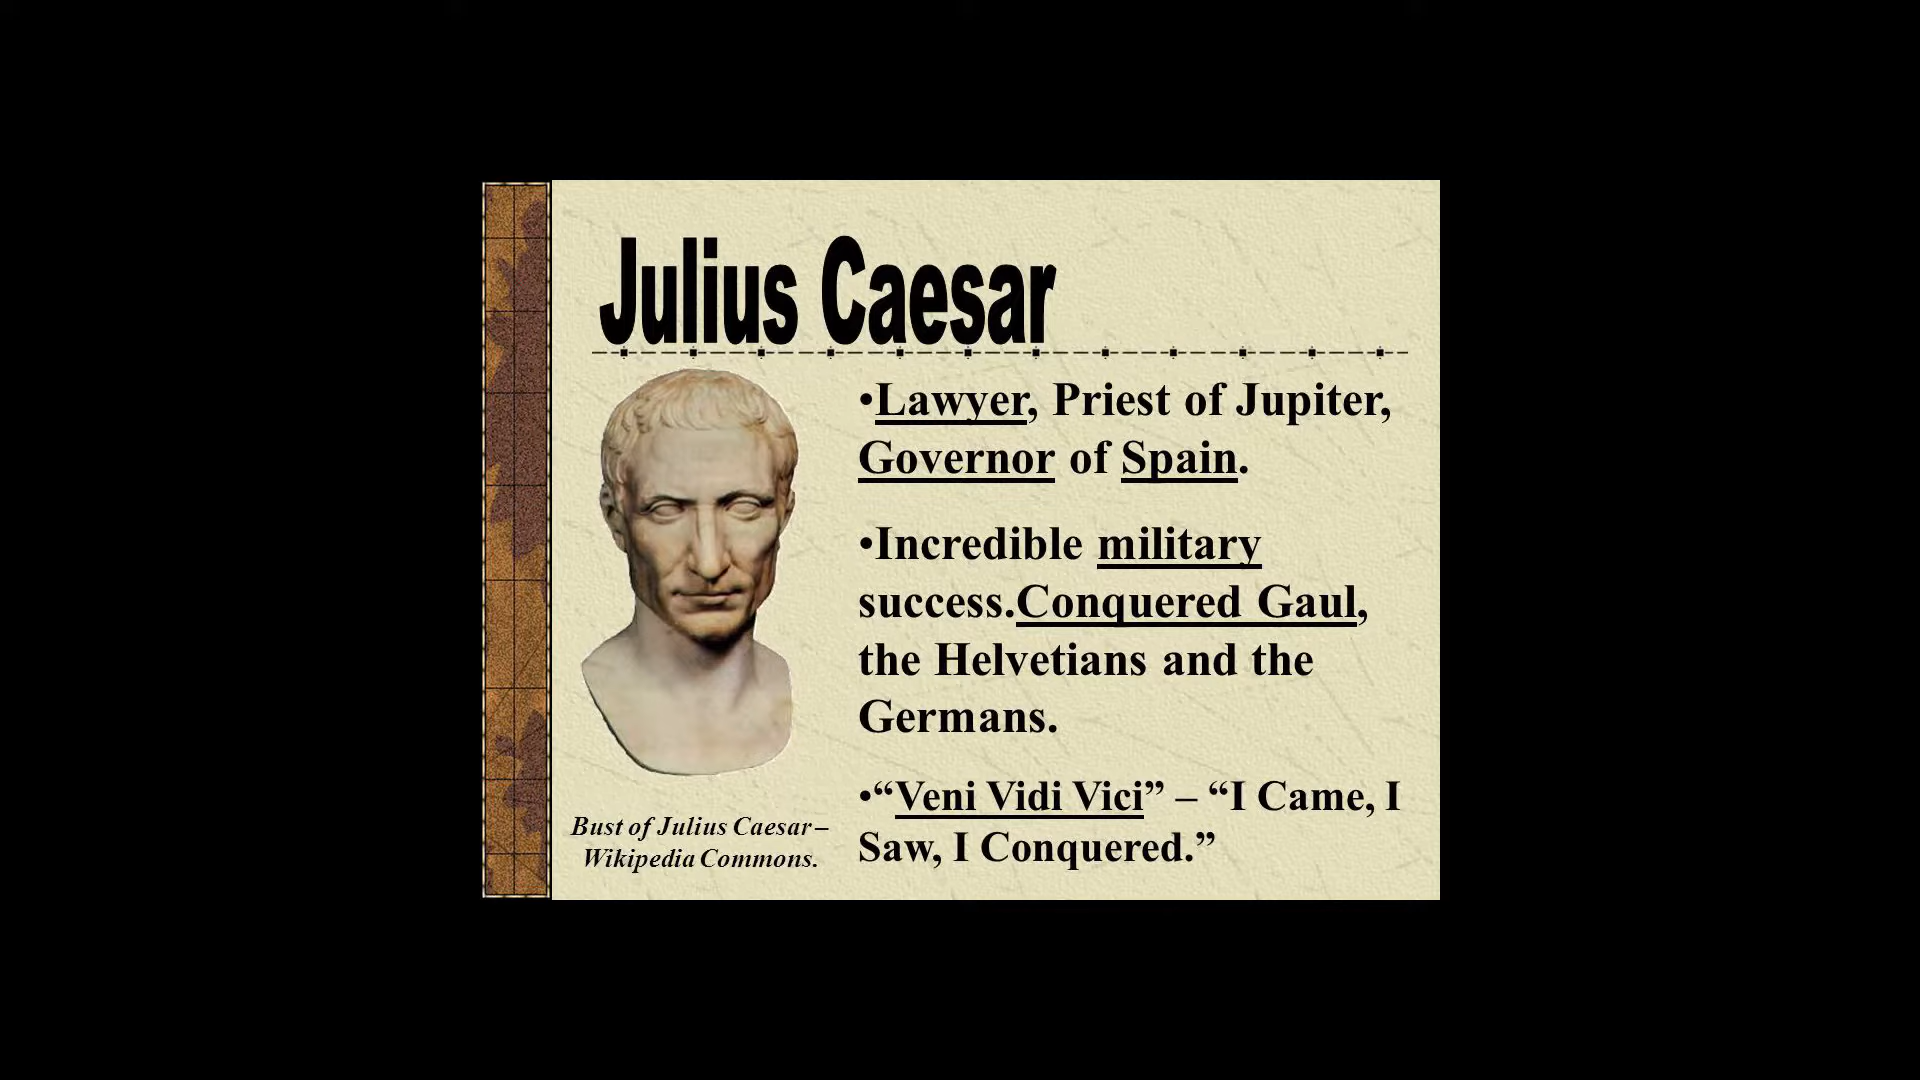 Julius Caesar
•Lawyer, Priest of Jupiter,
Governor of Spain.
•Incredible military
success.Conquered Gaul,
the Helvetians and the
Germans.
•“Veni Vidi Vici” – “I Came, I
Saw, I Conquered.”
Bust of Julius Caesar –
Wikipedia Commons.